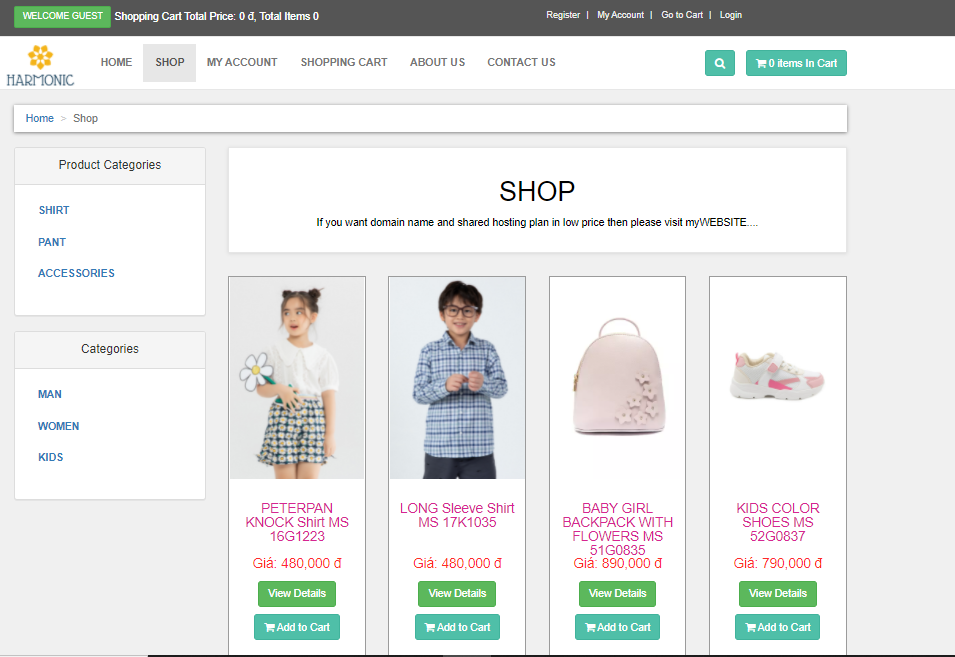 WELCOME GUEST Shopping Cart Total Price: 0 đ, Total Items 0
Register | My Account | Go to Cart | Login
HARMONIC
HOME SHOP MY ACCOUNT SHOPPING CART ABOUT US CONTACT US
0 items In Cart
Home > Shop
Product Categories
SHIRT
PANT
ACCESSORIES
Categories
MAN
WOMEN
KIDS
SHOP
If you want domain name and shared hosting plan in low price then please visit myWEBSITE....
PETERPAN
KNOCK Shirt MS
16G1223
Giá: 480,000 đ
View Details
Add to Cart
LONG Sleeve Shirt
MS 17K1035
Giá: 480,000 đ
View Details
Add to Cart
BABY GIRL
BACKPACK WITH
FLOWERS MS
51G0835
Giá: 890,000 đ
View Details
Add to Cart
KIDS COLOR
SHOES MS
52G0837
Giá: 790,000 đ
View Details
Add to Cart